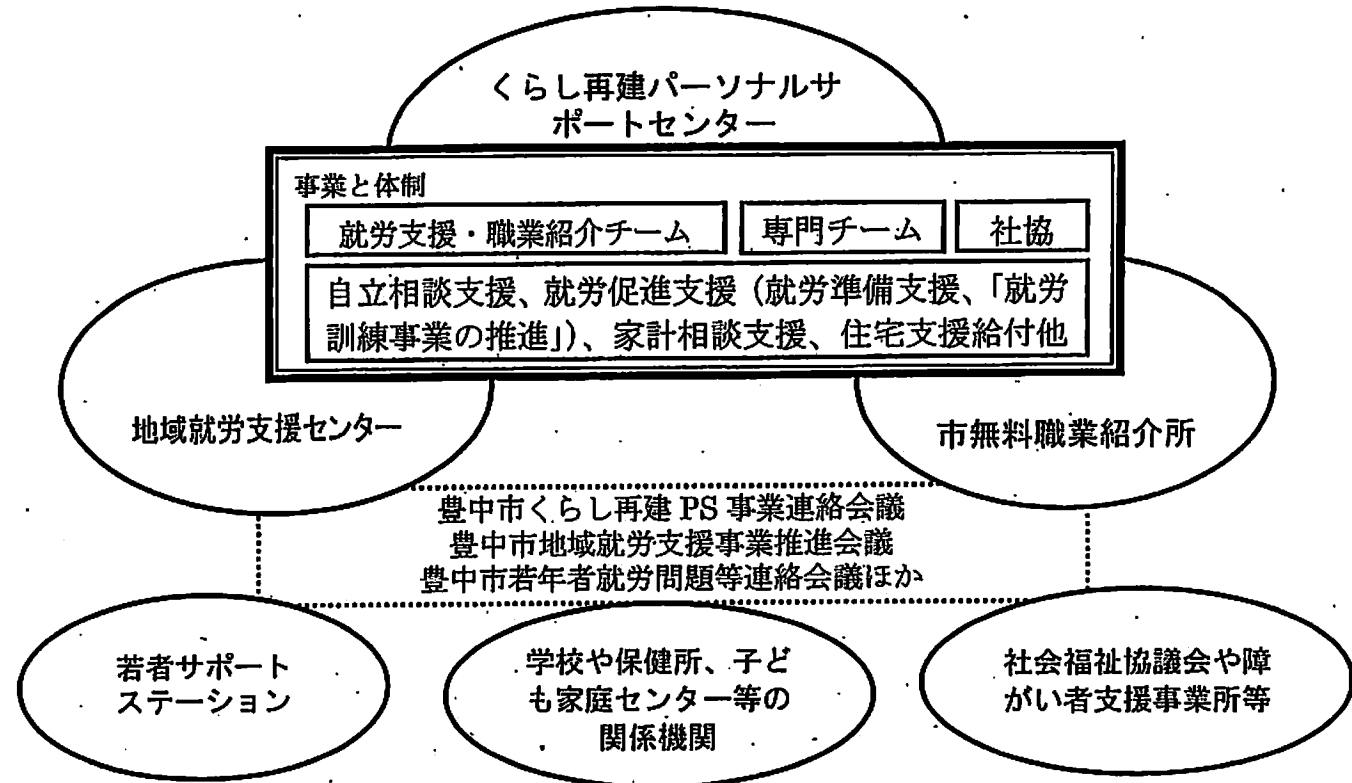 くらし再建パーソナルサ
ポートセンター
事業と体制
就労支援・職業紹介チーム
専門チーム
社協
自立相談支援、就労促進支援（就労準備支援、「就労
訓練事業の推進」）、家計相談支援、住宅支援給付他
地域就労支援センター
市無料職業紹介所
豊中市くらし再建 PS 事業連絡会議
豊中市地域就労支援事業推進会議
豊中市若年者就労問題等連絡会議ほか
若者サポート
ステーション
学校や保健所、子ど
も家庭センター等の
関係機関
社会福祉協議会や障
がい者支援事業所等